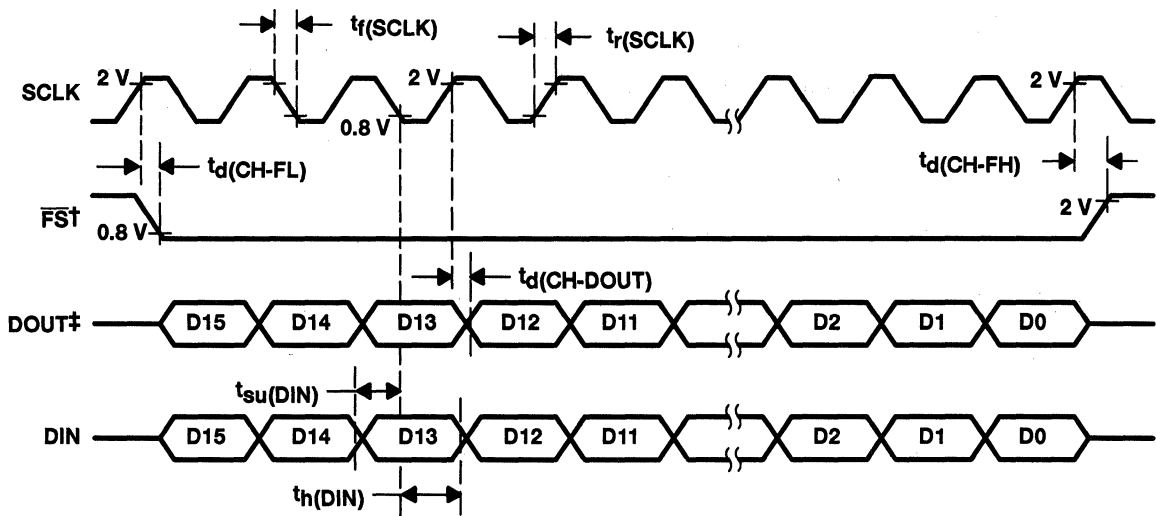 tf(SCLK)
tr(SCLK)
SCLK
2 V
2 V
2 V
0.8 V
td(CH-FL)
td(CH-FH)
FS†
0.8 V
2 V
td(CH-DOUT)
DOUT‡
D15
D14
D13
D12
D11
D2
D1
D0
tsu(DIN)
DIN
D15
D14
D13
D12
D11
D2
D1
D0
th(DIN)